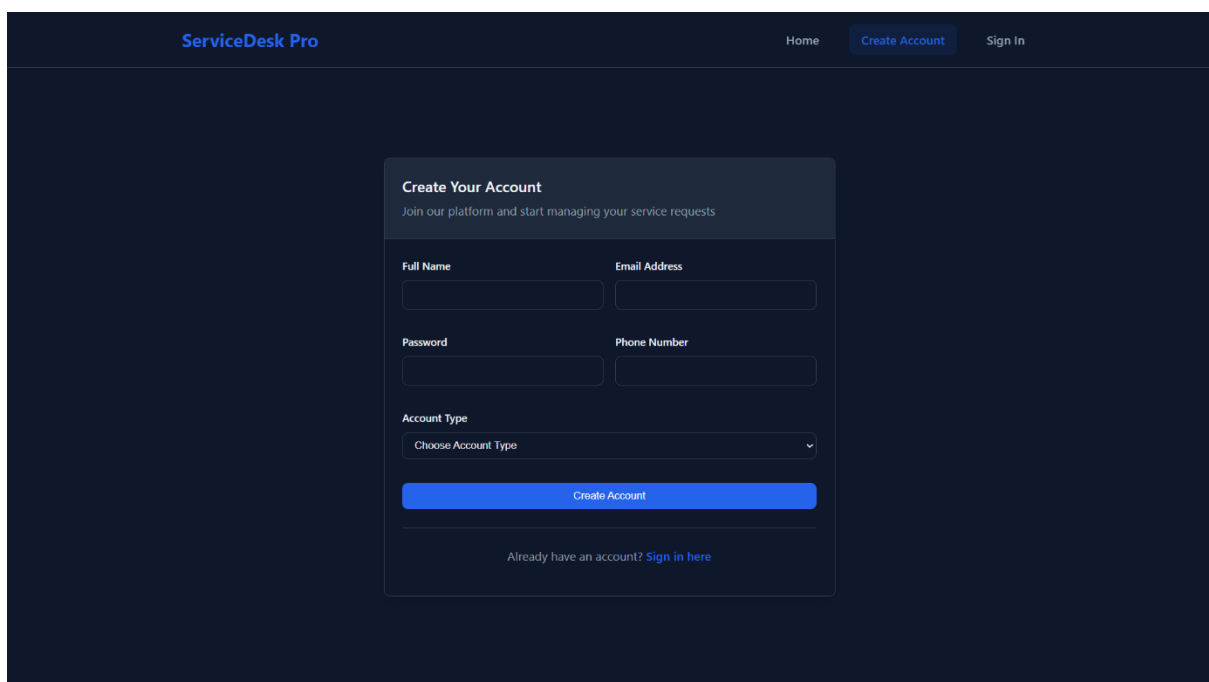 ServiceDesk Pro
Home
Create Account
Sign In
Create Your Account
Join our platform and start managing your service requests
Full Name
Email Address
Password
Phone Number
Account Type
Choose Account Type
Create Account
Already have an account? Sign in here